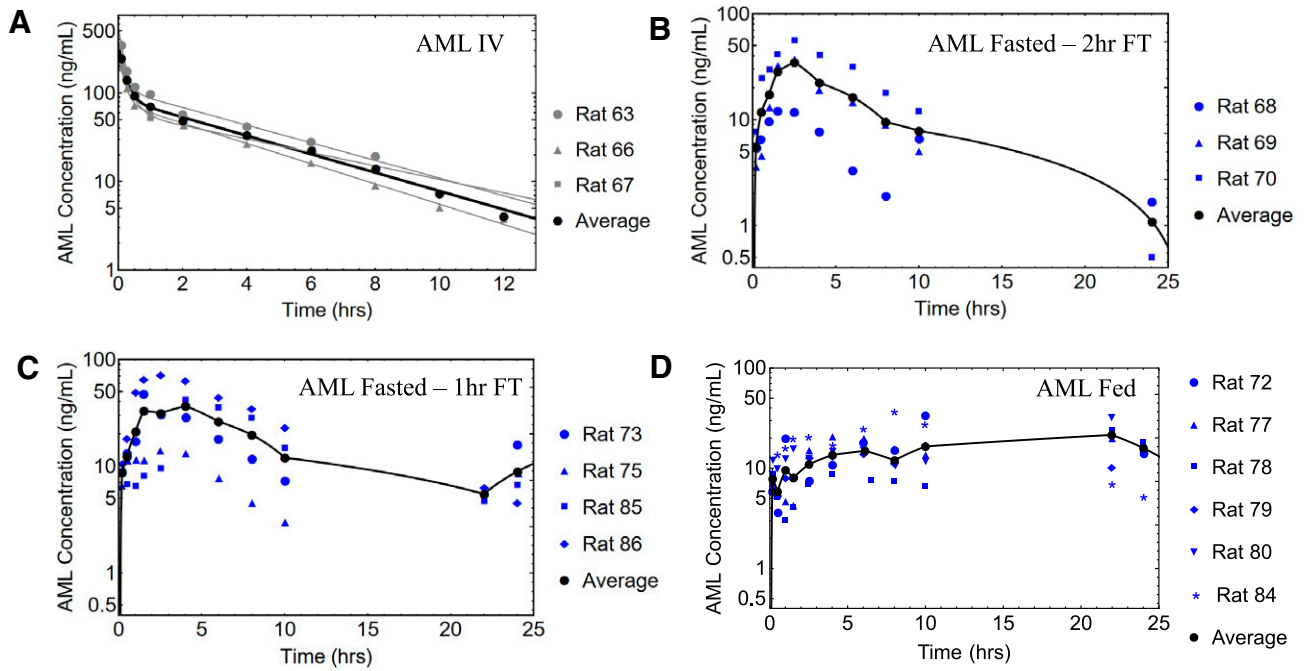 A
AML IV
AML Concentration (ng/mL)
500
100
50
10
5
1
0
2
4
6
8
10
12
Time (hrs)
Rat 63
Rat 66
Rat 67
Average
B
AML Fasted – 2hr FT
AML Concentration (ng/mL)
100
50
10
5
1
0.5
0
5
10
15
20
25
Time (hrs)
Rat 68
Rat 69
Rat 70
Average
C
AML Fasted – 1hr FT
AML Concentration (ng/mL)
100
50
10
5
1
0.5
0
5
10
15
20
25
Time (hrs)
Rat 73
Rat 75
Rat 85
Rat 86
Average
D
AML Fed
AML Concentration (ng/mL)
100
50
10
5
1
0.5
0
5
10
15
20
25
Time (hrs)
Rat 72
Rat 77
Rat 78
Rat 79
Rat 80
Rat 84
Average